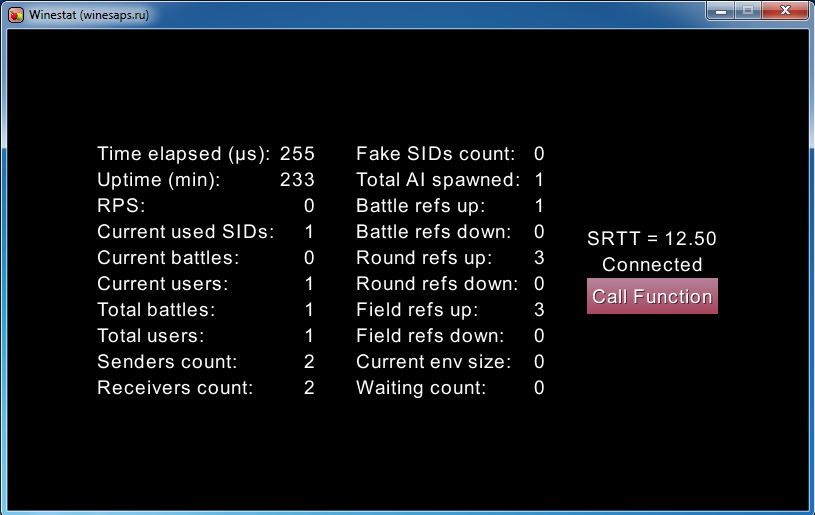 Winestat (winesaps.ru)
Time elapsed (µs): 255
Uptime (min): 233
RPS: 0
Current used SIDs: 1
Current battles: 0
Current users: 1
Total battles: 1
Total users: 1
Senders count: 2
Receivers count: 2
Fake SIDs count: 0
Total AI spawned: 1
Battle refs up: 1
Battle refs down: 0
Round refs up: 3
Round refs down: 0
Field refs up: 3
Field refs down: 0
Current env size: 0
Waiting count: 0
SRTT = 12.50
Connected
Call Function